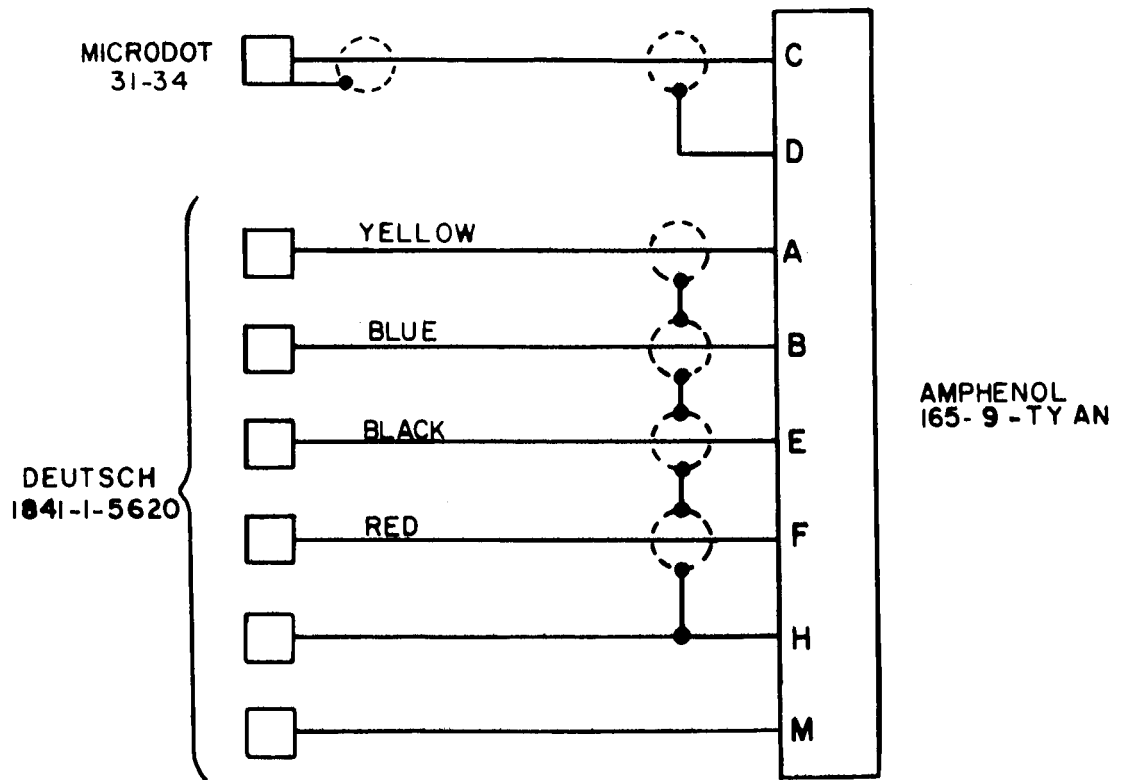 MICRODOT
31-34
C
D
YELLOW
A
BLUE
B
BLACK
E
AMPHENOL
165-9-TY AN
DEUTSCH
1841-1-5620
RED
F
H
M